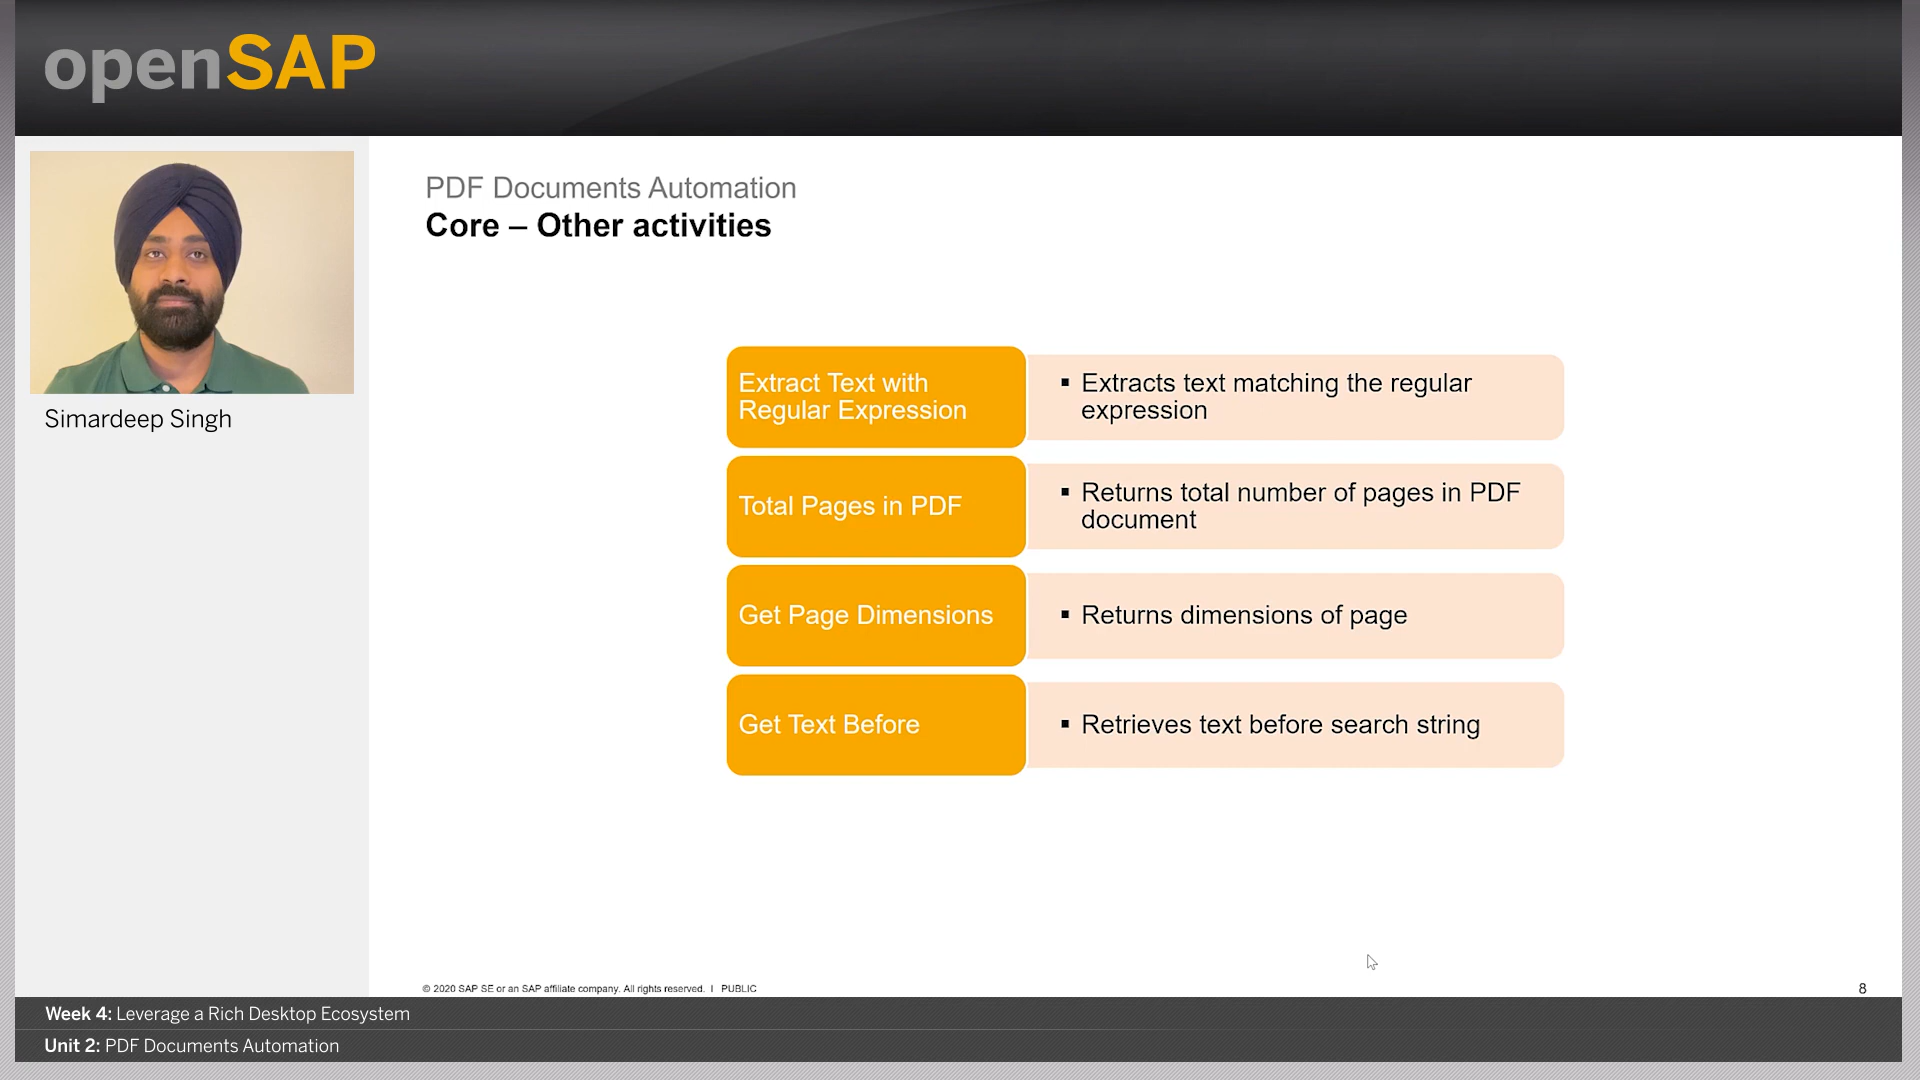 openSAP
Simardeep Singh
PDF Documents Automation
Core – Other activities
Extract Text with
Regular Expression
▪ Extracts text matching the regular
expression
Total Pages in PDF
▪ Returns total number of pages in PDF
document
Get Page Dimensions
▪ Returns dimensions of page
Get Text Before
▪ Retrieves text before search string
© 2020 SAP SE or an SAP affiliate company. All rights reserved. I PUBLIC
8
Week 4: Leverage a Rich Desktop Ecosystem
Unit 2: PDF Documents Automation